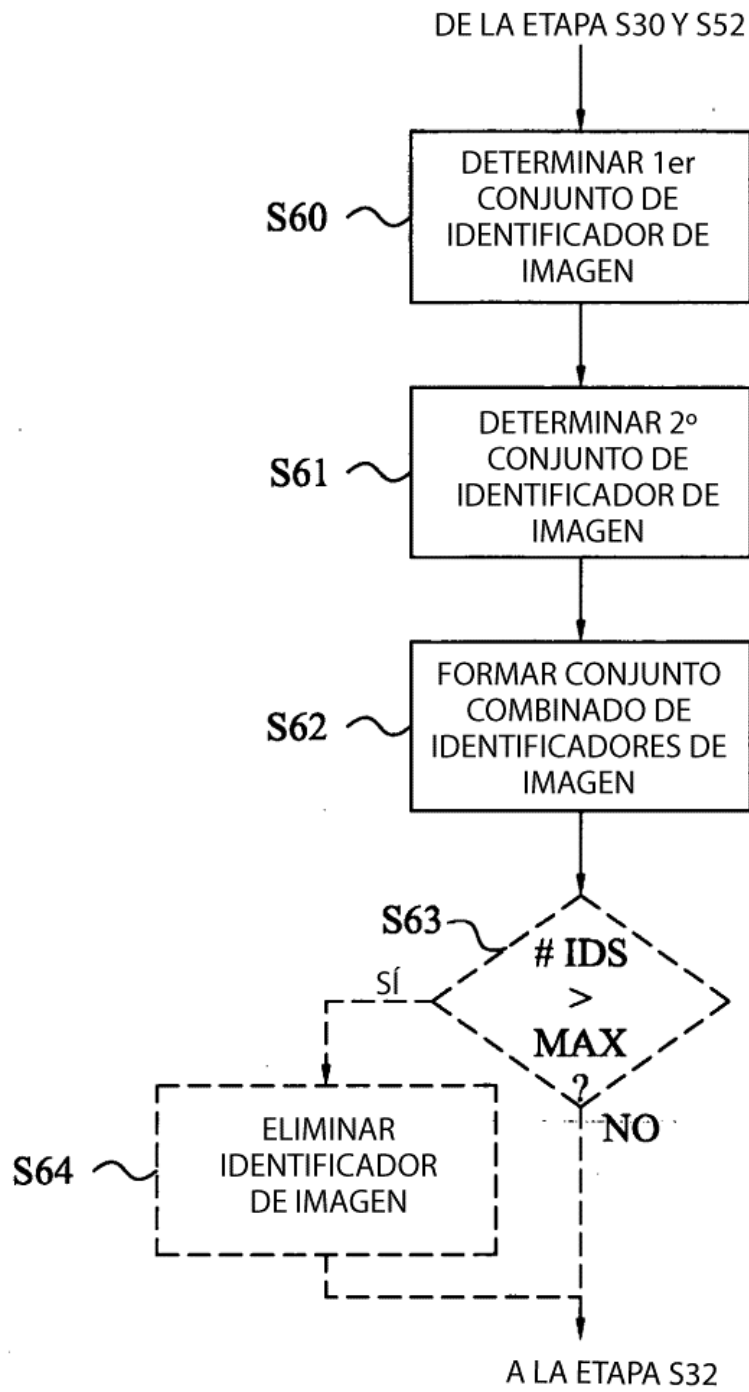 DE LA ETAPA S30 Y S52
S60
DETERMINAR 1er
CONJUNTO DE
IDENTIFICADOR DE
IMAGEN
S61
DETERMINAR 2º
CONJUNTO DE
IDENTIFICADOR DE
IMAGEN
S62
FORMAR CONJUNTO
COMBINADO DE
IDENTIFICADORES DE
IMAGEN
S63
# IDS
>
MAX
?
SÍ
NO
S64
ELIMINAR
IDENTIFICADOR
DE IMAGEN
A LA ETAPA S32